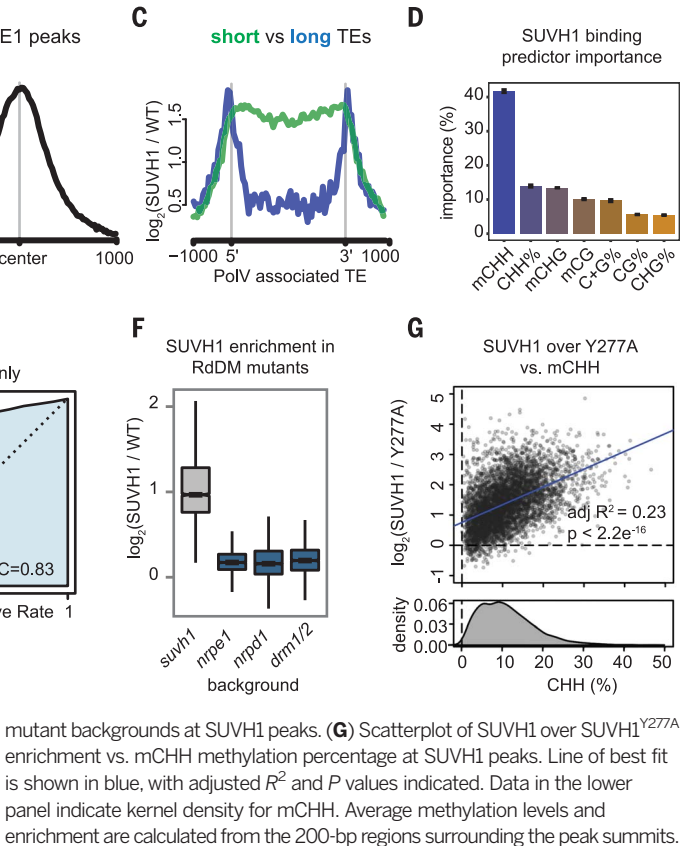 E1 peaks
center
1000
C
short vs long TEs
log2(SUVH1 / WT)
1.5
1.0
0.5
−1000 5' 3' 1000
PolV associated TE
D
SUVH1 binding
predictor importance
importance (%)
40
30
20
10
0
mCHH CHH% mCHG mCG C+G% CG% CHG%
nly
C=0.83
ve Rate 1
F
SUVH1 enrichment in
RdDM mutants
log2(SUVH1 / WT)
2
1
0
suvh1 nrpe1 nrpd1 drm1/2
background
G
SUVH1 over Y277A
vs. mCHH
log2(SUVH1 / Y277A)
5
4
3
2
1
0
-1
adj R2 = 0.23
p < 2.2e-16
density
0.06
0.03
0.00
0 10 20 30 40 50
CHH (%)
mutant backgrounds at SUVH1 peaks. (G) Scatterplot of SUVH1 over SUVH1Y277A
enrichment vs. mCHH methylation percentage at SUVH1 peaks. Line of best fit
is shown in blue, with adjusted R2 and P values indicated. Data in the lower
panel indicate kernel density for mCHH. Average methylation levels and
enrichment are calculated from the 200-bp regions surrounding the peak summits.